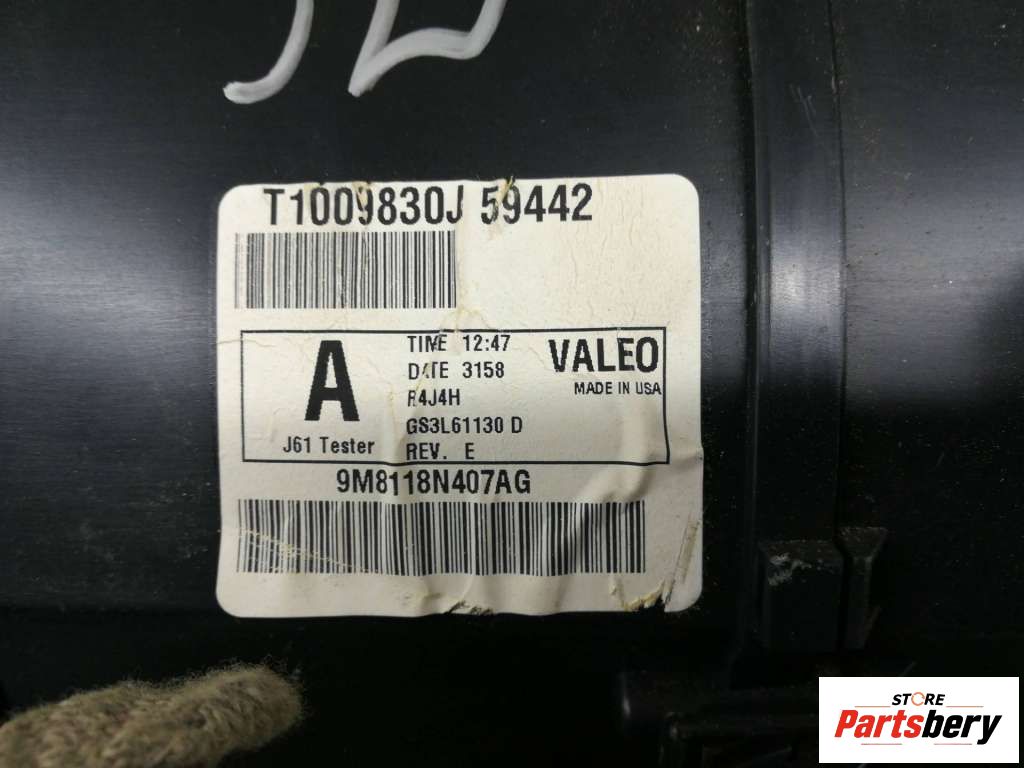 T1009830J 59442
A
J61 Tester
TIME 12:47
DATE 3158
R4J4H
GS3L61130 D
REV. E
VALEO
MADE IN USA
9M8118N407AG
STORE
Partsbery